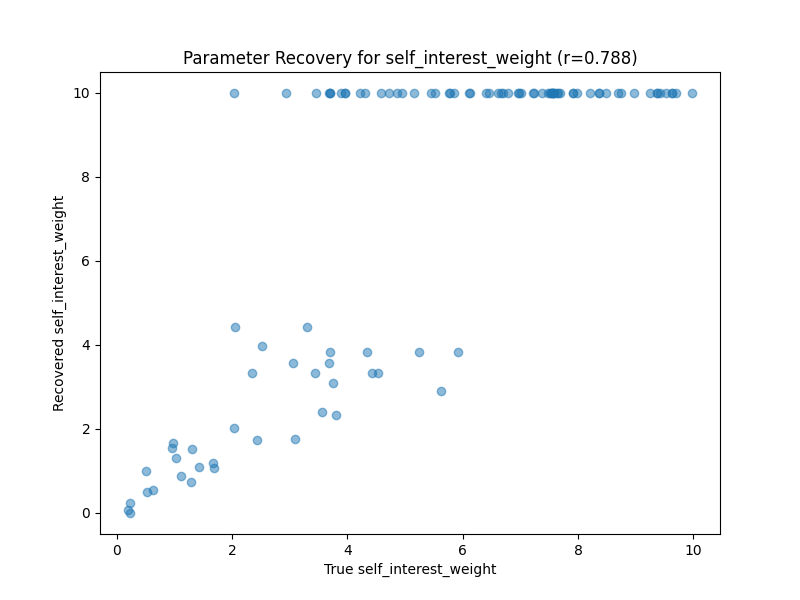 Parameter Recovery for self_interest_weight (r=0.788)
10
8
6
4
2
0
Recovered self_interest_weight
0 2 4 6 8 10
True self_interest_weight